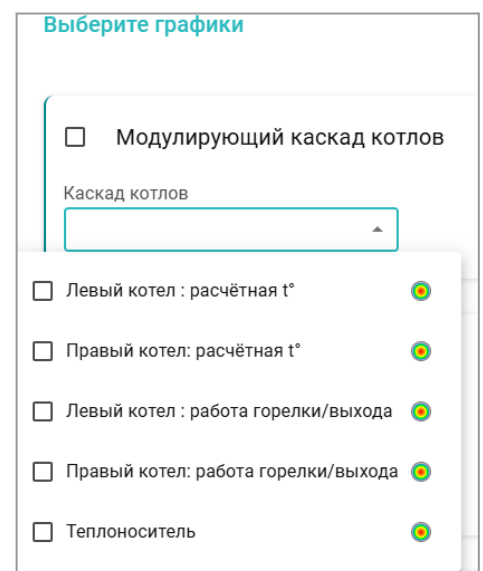 Выберите графики
Модулирующий каскад котлов
Каскад котлов
Левый котел : расчётная t°
Правый котел: расчётная t°
Левый котел : работа горелки/выхода
Правый котел: работа горелки/выхода
Теплоноситель